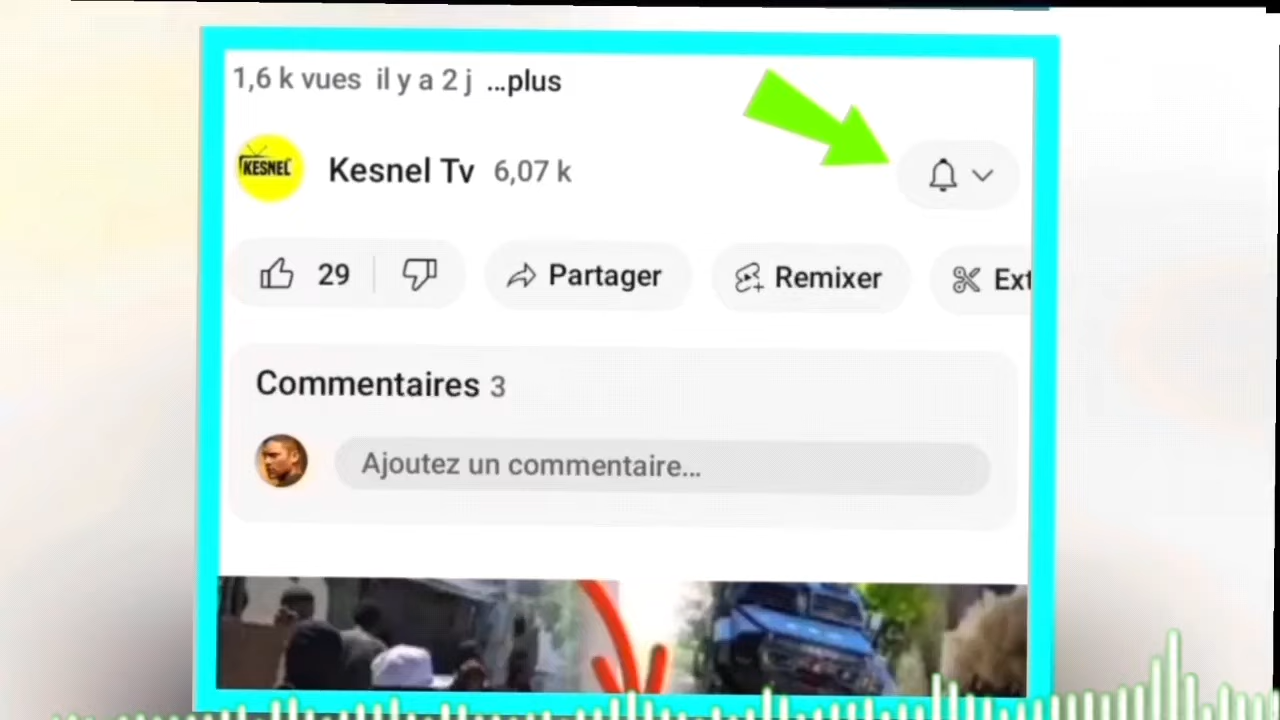 1,6 k vues il y a 2 j ...plus
KESNEL
Kesnel Tv 6,07 k
29
Partager
Remixer
Ext
Commentaires 3
Ajoutez un commentaire...